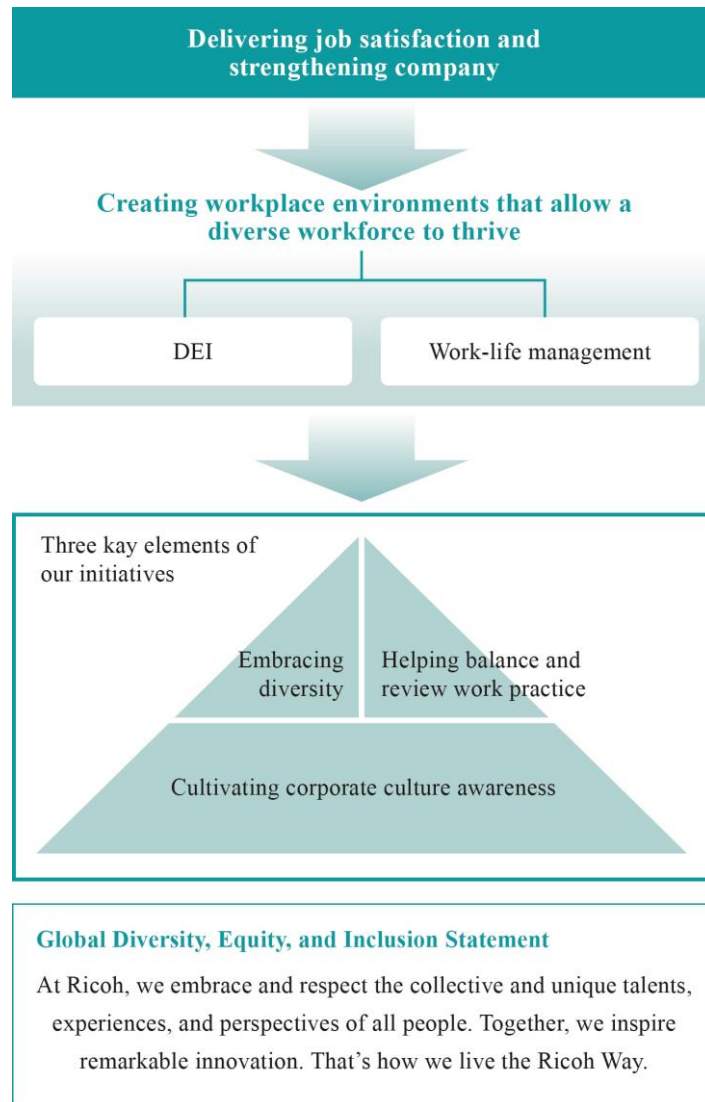 Delivering job satisfaction and
strengthening company
Creating workplace environments that allow a
diverse workforce to thrive
DEI
Work-life management
Three kay elements of
our initiatives
Embracing
diversity
Helping balance and
review work practice
Cultivating corporate culture awareness
Global Diversity, Equity, and Inclusion Statement
At Ricoh, we embrace and respect the collective and unique talents,
experiences, and perspectives of all people. Together, we inspire
remarkable innovation. That’s how we live the Ricoh Way.